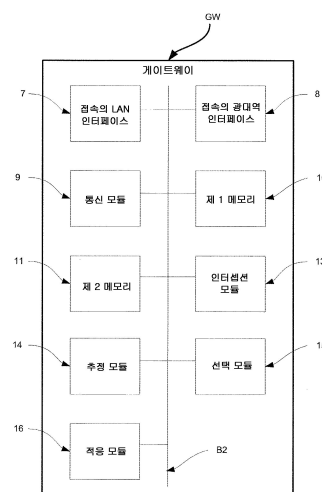 GW
게이트웨이
7
접속의 LAN
인터페이스
접속의 광대역
인터페이스
8
9
통신 모듈
제 1 메모리
11
제 2 메모리
인터셉션
모듈
14
추정 모듈
선택 모듈
16
적응 모듈
B2